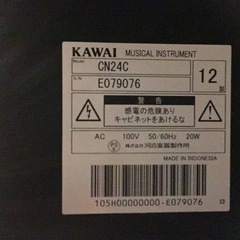 KAWAI MUSICAL INSTRUMENT
Model CN24C
S/N E079076
12製
警告
感電の危険あり
キャビネットをあけるな
AC 100V 50/60Hz 20W
株式会社 河合楽器製作所
MADE IN INDONESIA
105H00000000-E079076